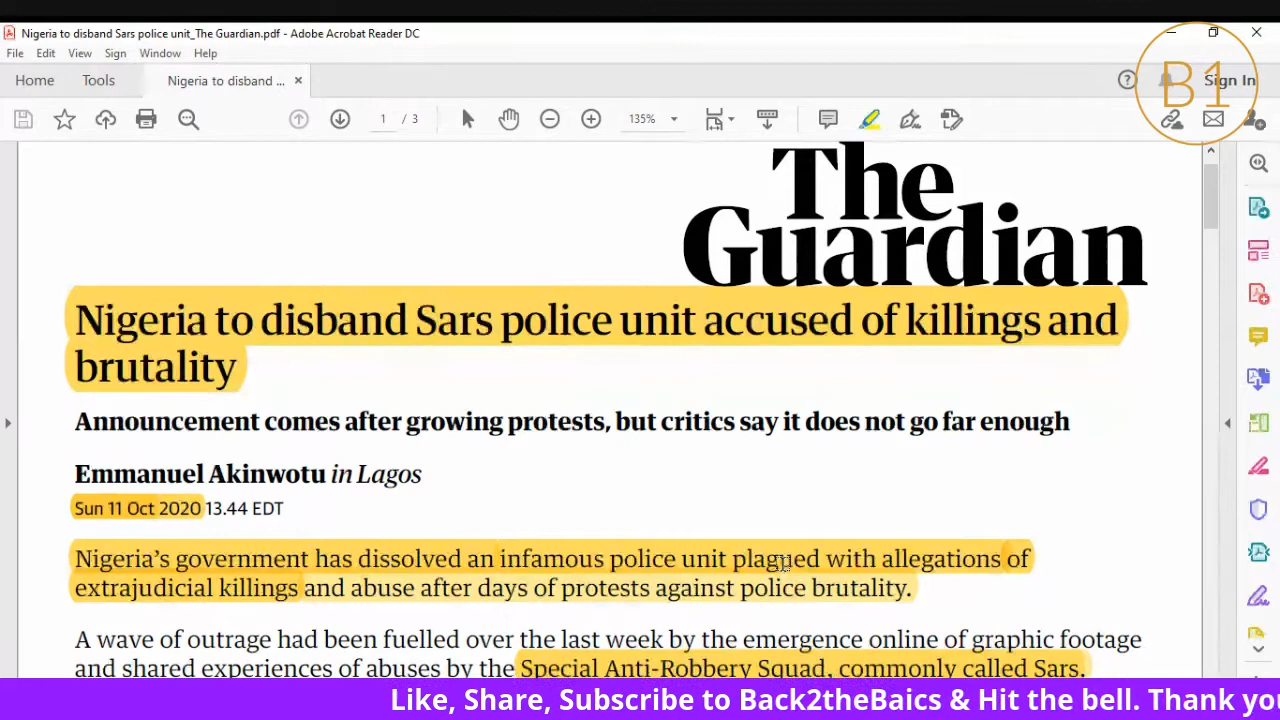 Nigeria to disband Sars police unit_The Guardian.pdf - Adobe Acrobat Reader DC
File Edit View Sign Window Help
Home Tools Nigeria to disband ... × Sign In
B1
1 / 3 135%
The
Guardian
Nigeria to disband Sars police unit accused of killings and
brutality
Announcement comes after growing protests, but critics say it does not go far enough
Emmanuel Akinwotu in Lagos
Sun 11 Oct 2020 13.44 EDT
Nigeria’s government has dissolved an infamous police unit plagued with allegations of
extrajudicial killings and abuse after days of protests against police brutality.
A wave of outrage had been fuelled over the last week by the emergence online of graphic footage
and shared experiences of abuses by the Special Anti-Robbery Squad, commonly called Sars.
Like, Share, Subscribe to Back2theBaics & Hit the bell. Thank yo